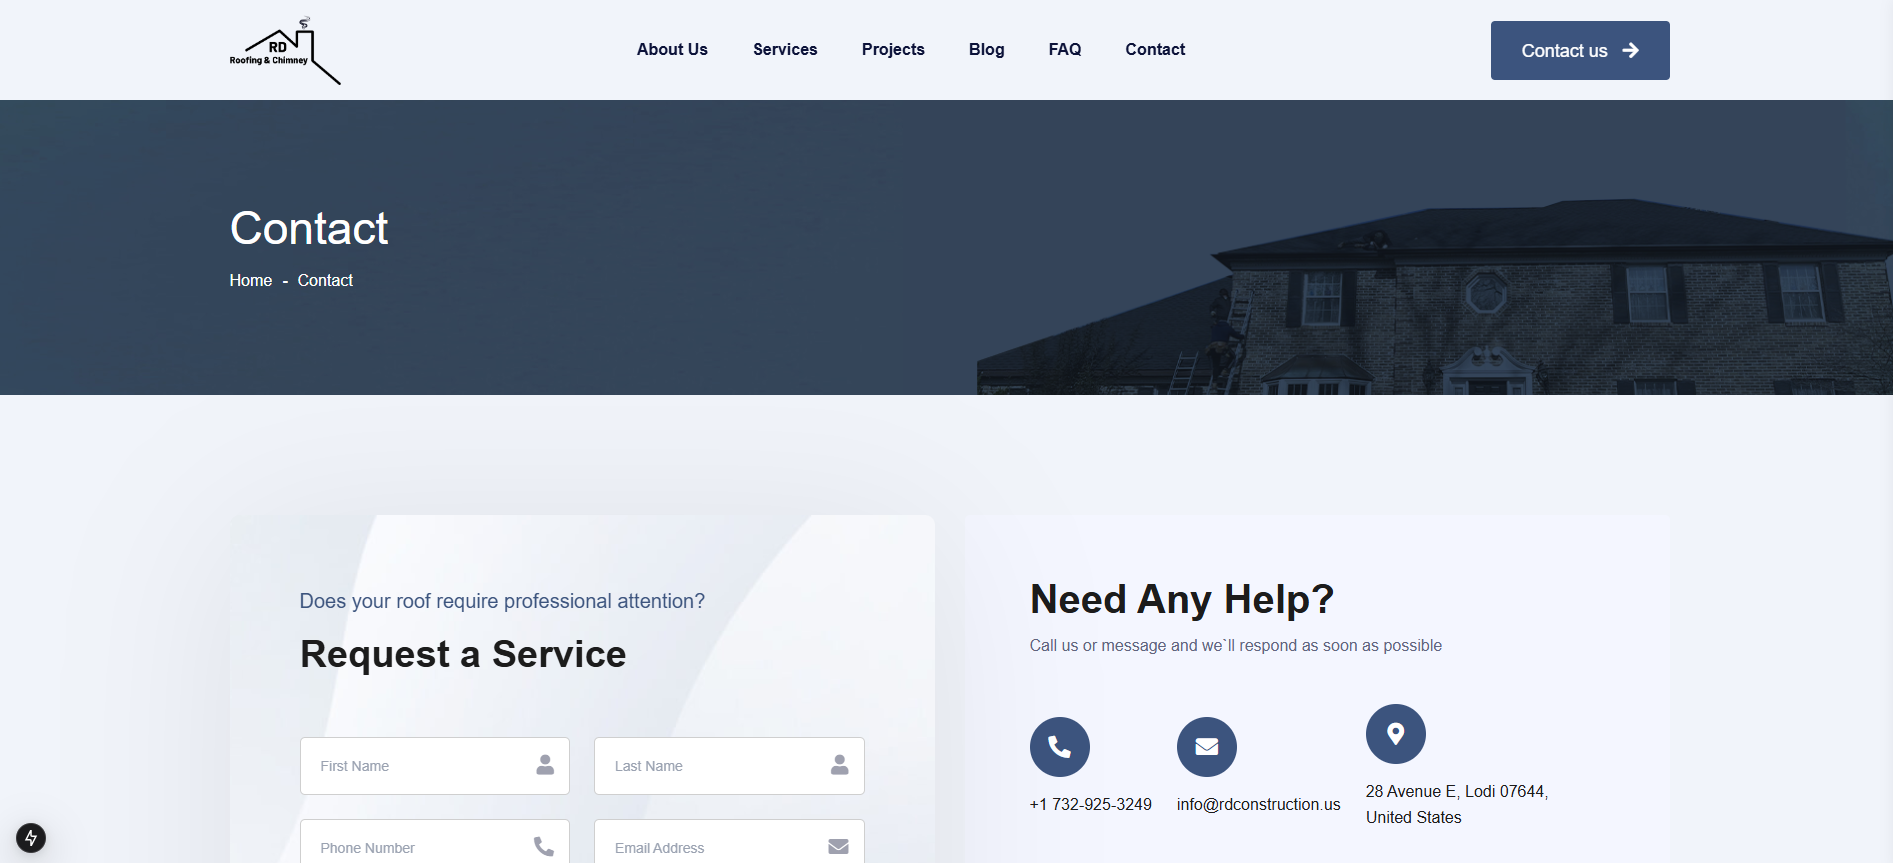 RD
Roofing & Chimney
About Us
Services
Projects
Blog
FAQ
Contact
Contact us
Contact
Home - Contact
Does your roof require professional attention?
Request a Service
First Name
Last Name
Phone Number
Email Address
Need Any Help?
Call us or message and we`ll respond as soon as possible
+1 732-925-3249
info@rdconstruction.us
28 Avenue E, Lodi 07644,
United States